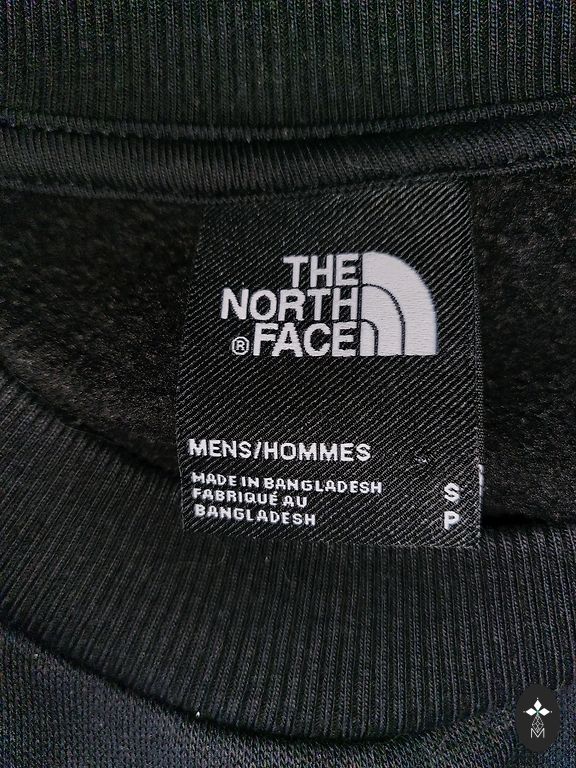 THE
NORTH
® FACE
MENS/HOMMES
MADE IN BANGLADESH
FABRIQUÉ AU
BANGLADESH
S
P
M